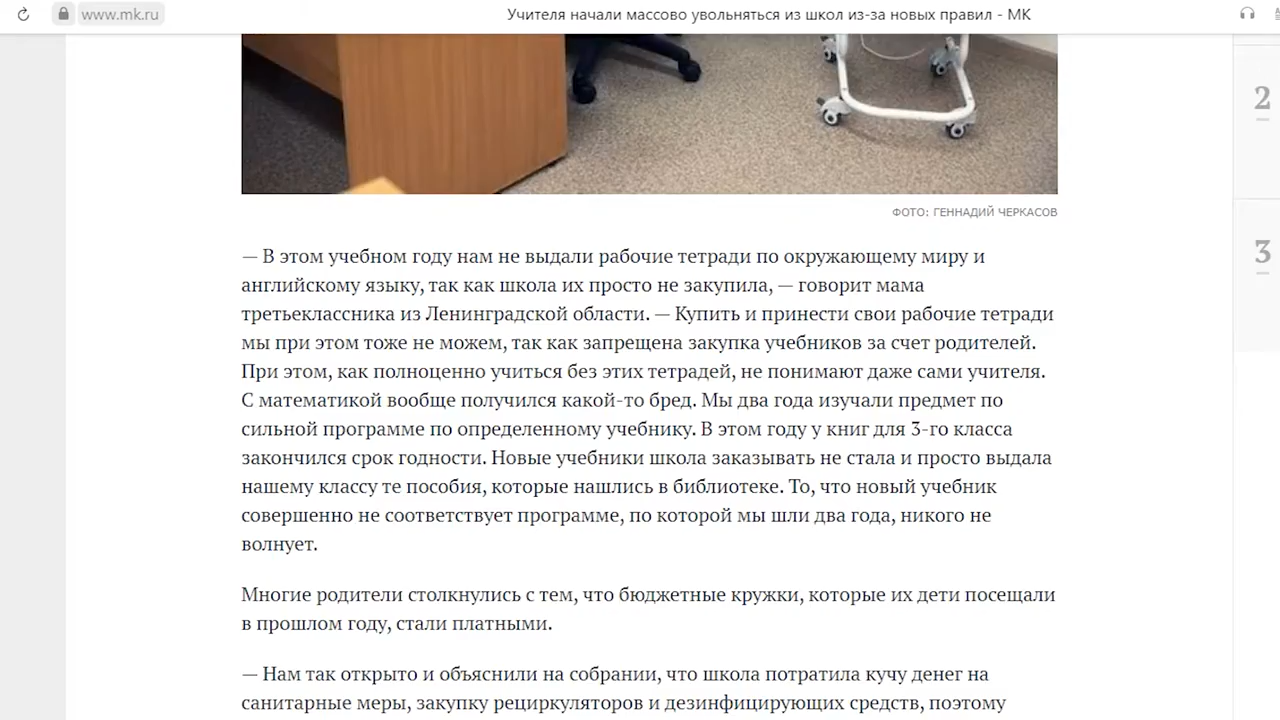 www.mk.ru
Учителя начали массово увольняться из школ из-за новых правил - МК
2
3
ФОТО: ГЕННАДИЙ ЧЕРКАСОВ
— В этом учебном году нам не выдали рабочие тетради по окружающему миру и
английскому языку, так как школа их просто не закупила, — говорит мама
третьеклассника из Ленинградской области. — Купить и принести свои рабочие тетради
мы при этом тоже не можем, так как запрещена закупка учебников за счет родителей.
При этом, как полноценно учиться без этих тетрадей, не понимают даже сами учителя.
С математикой вообще получился какой-то бред. Мы два года изучали предмет по
сильной программе по определенному учебнику. В этом году у книг для 3-го класса
закончился срок годности. Новые учебники школа заказывать не стала и просто выдала
нашему классу те пособия, которые нашлись в библиотеке. То, что новый учебник
совершенно не соответствует программе, по которой мы шли два года, никого не
волнует.
Многие родители столкнулись с тем, что бюджетные кружки, которые их дети посещали
в прошлом году, стали платными.
— Нам так открыто и объяснили на собрании, что школа потратила кучу денег на
санитарные меры, закупку рециркуляторов и дезинфицирующих средств, поэтому